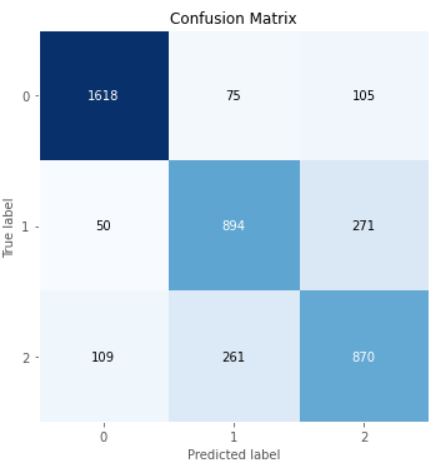 Confusion Matrix
0 1618 75 105
1 50 894 271
2 109 261 870
True label
0 1 2
Predicted label